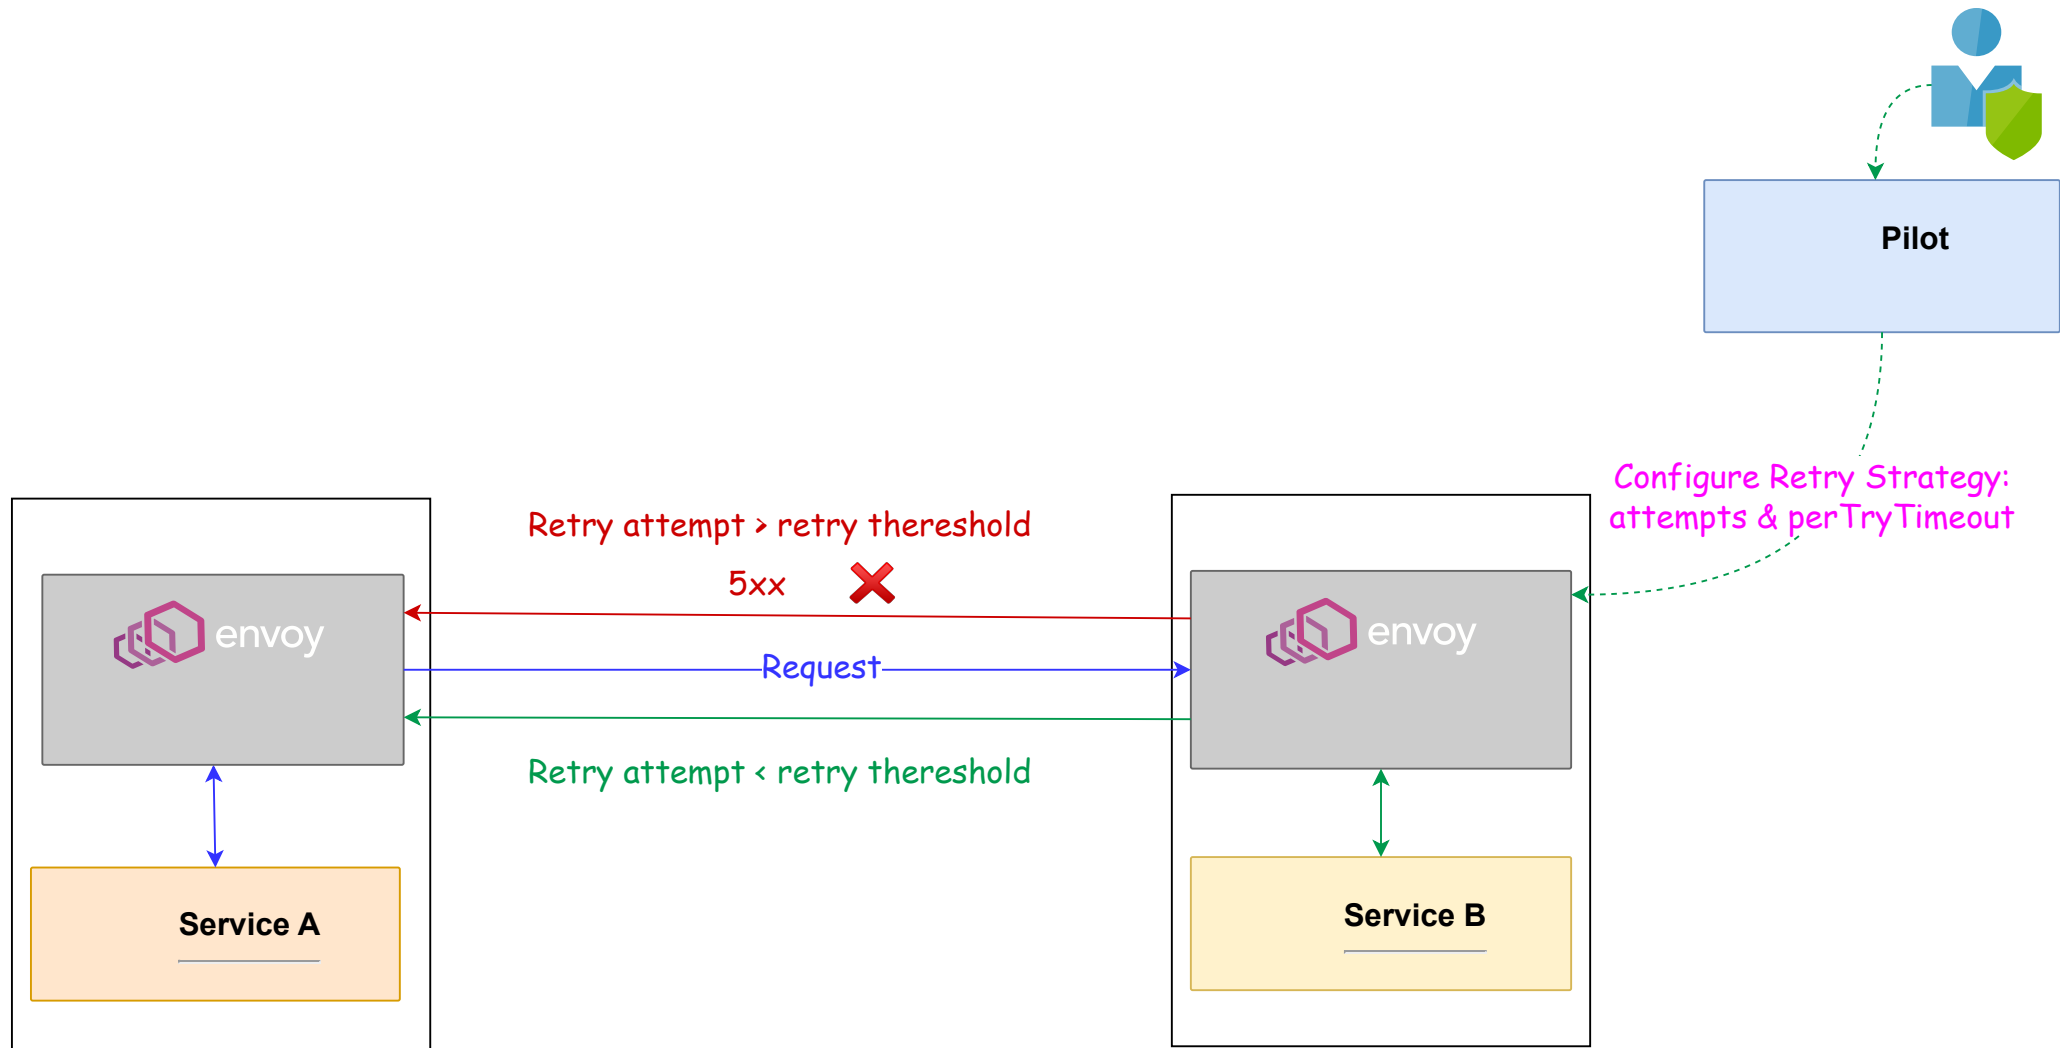 Pilot
Configure Retry Strategy:
attempts & perTryTimeout
Retry attempt > retry thereshold
5xx
envoy
envoy
Request
Retry attempt < retry thereshold
Service A
Service B